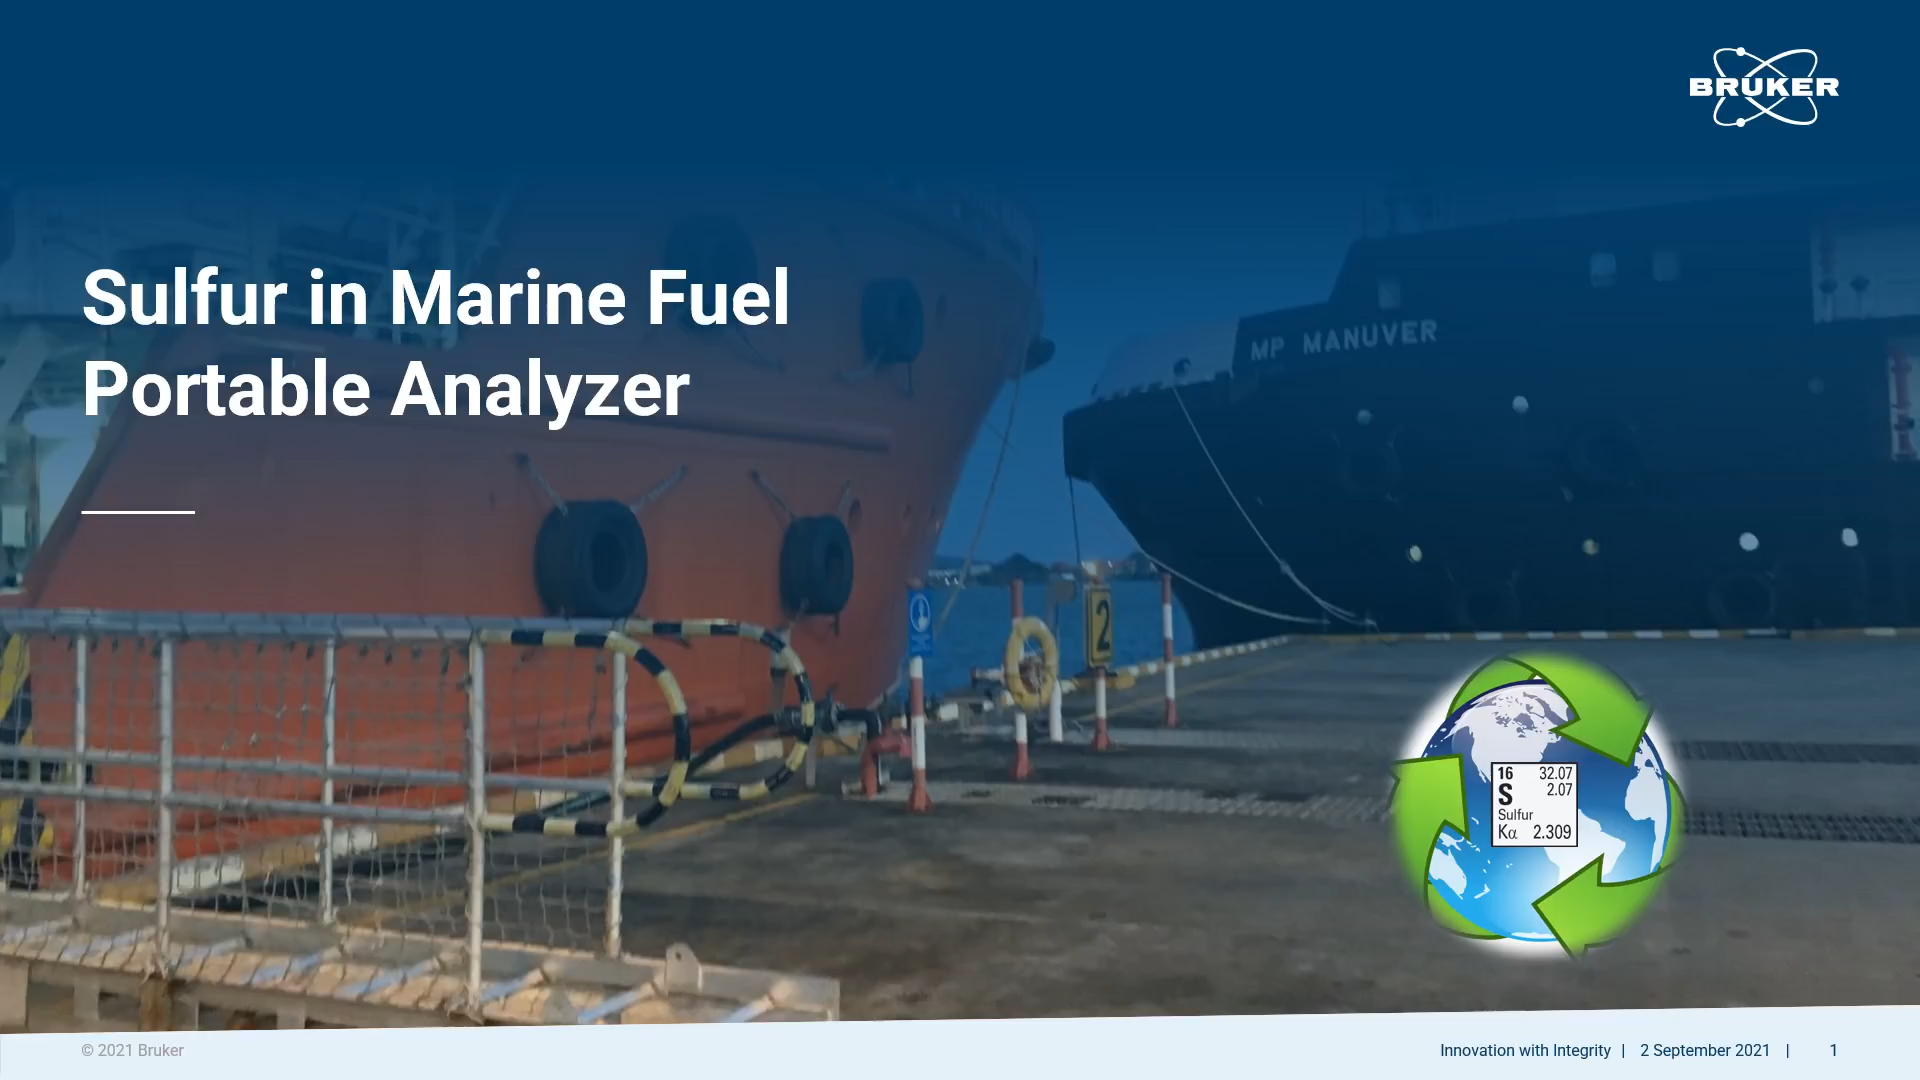 BRUKER
Sulfur in Marine Fuel
Portable Analyzer
MP MANUVER
2
16 32.07
S 2.07
Sulfur
Kα 2.309
© 2021 Bruker
Innovation with Integrity | 2 September 2021 | 1